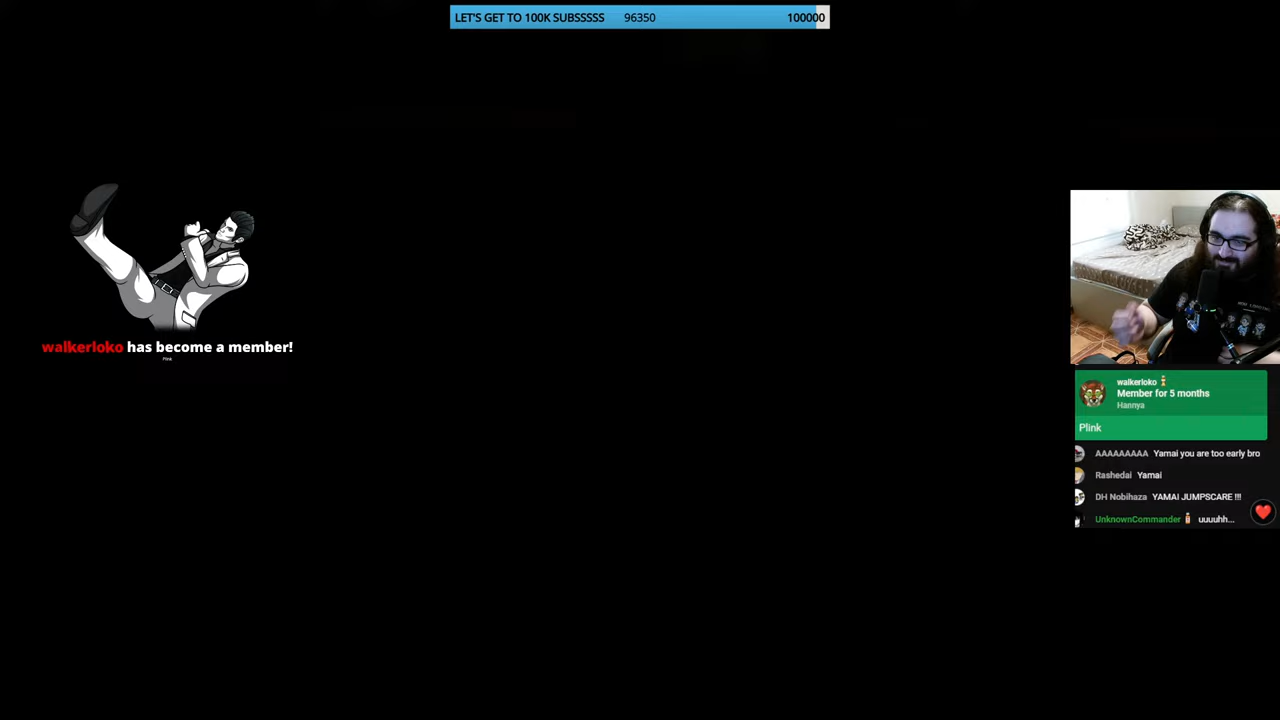 LET'S GET TO 100K SUBSSSSS 96350 100000
walkerloko has become a member!
Plink
walkerloko
Member for 5 months
Hannya
Plink
AAAAAAAAA Yamai you are too early bro
Rashedai Yamai
DH Nobihaza YAMAI JUMPSCARE !!!
UnknownCommander uuuuhh...